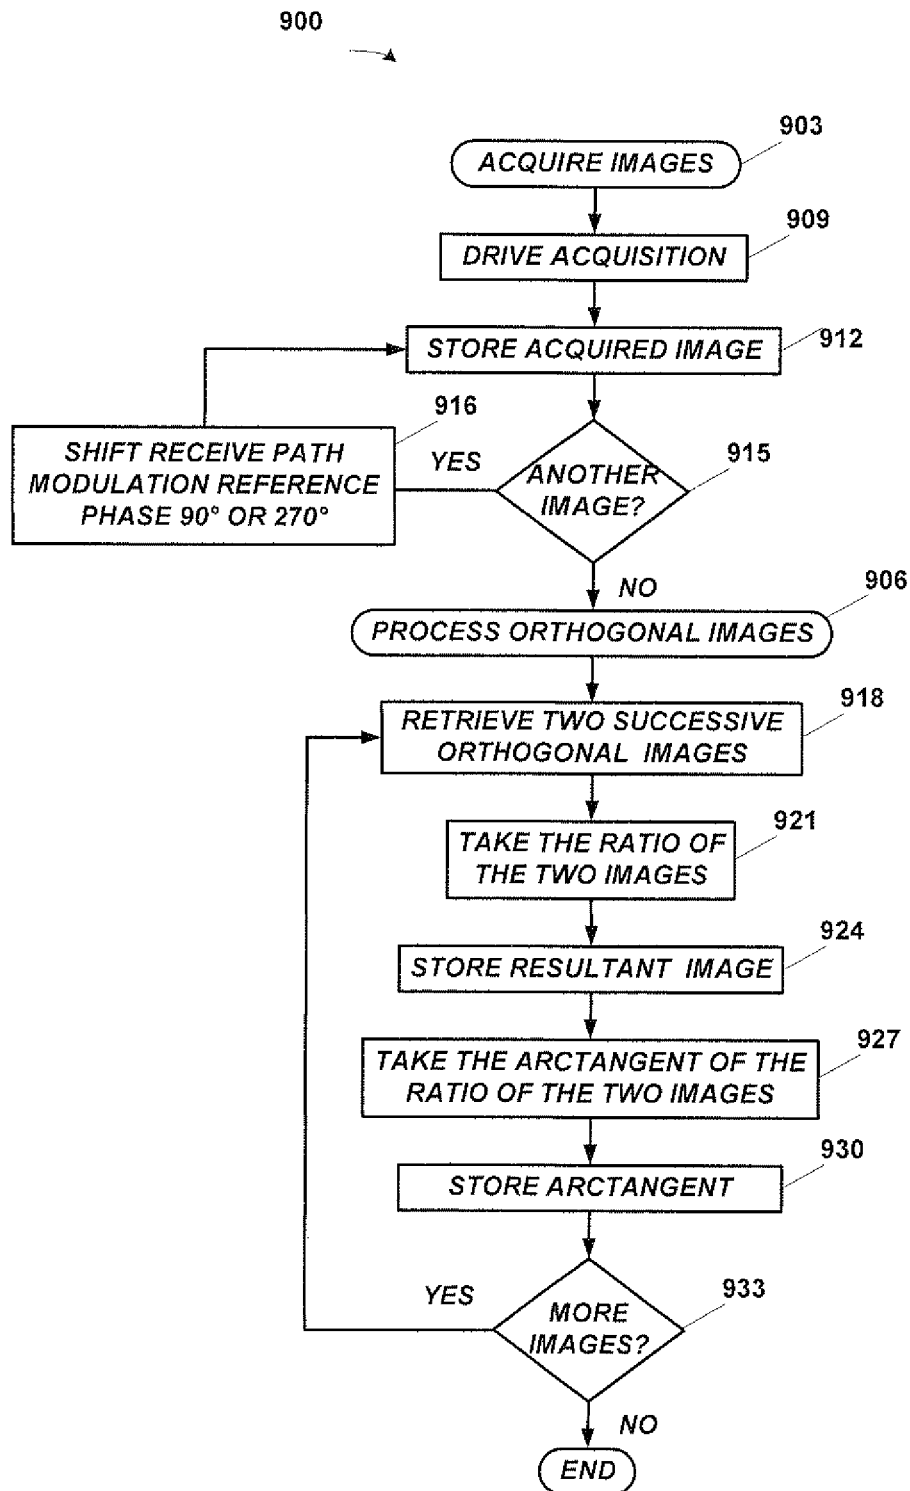 900
903
ACQUIRE IMAGES
909
DRIVE ACQUISITION
912
STORE ACQUIRED IMAGE
916
SHIFT RECEIVE PATH
MODULATION REFERENCE
PHASE 90° OR 270°
YES
915
ANOTHER
IMAGE?
NO
906
PROCESS ORTHOGONAL IMAGES
918
RETRIEVE TWO SUCCESSIVE
ORTHOGONAL IMAGES
921
TAKE THE RATIO OF
THE TWO IMAGES
924
STORE RESULTANT IMAGE
927
TAKE THE ARCTANGENT OF THE
RATIO OF THE TWO IMAGES
930
STORE ARCTANGENT
YES
933
MORE
IMAGES?
NO
END